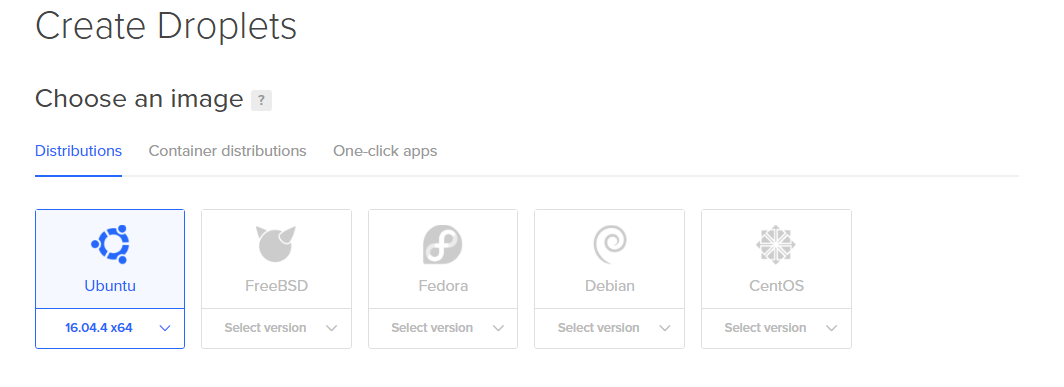 Create Droplets
Choose an image ?
Distributions Container distributions One-click apps
Ubuntu FreeBSD Fedora Debian CentOS
16.04.4 x64 Select version Select version Select version Select version